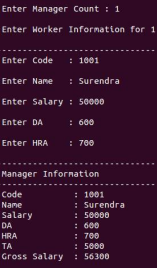 Enter Manager Count : 1
Enter Worker Information for 1
--------------------------------
Enter Code : 1001
Enter Name : Surendra
Enter Salary : 50000
Enter DA : 600
Enter HRA : 700
--------------------------------
Manager Information
--------------------------------
Code : 1001
Name : Surendra
Salary : 50000
DA : 600
HRA : 700
TA : 5000
Gross Salary : 56300